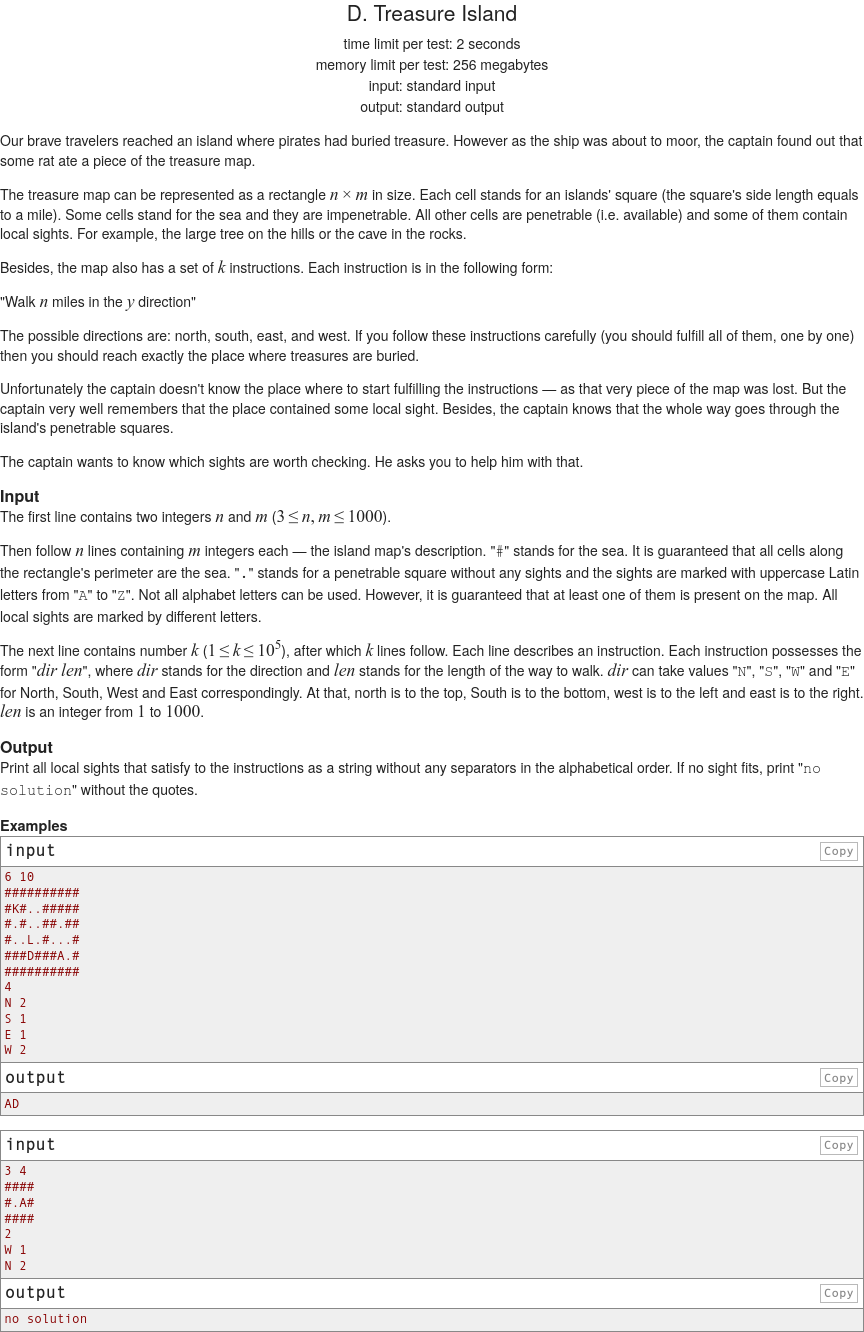 D. Treasure Island
time limit per test: 2 seconds
memory limit per test: 256 megabytes
input: standard input
output: standard output
Our brave travelers reached an island where pirates had buried treasure. However as the ship was about to moor, the captain found out that
some rat ate a piece of the treasure map.
The treasure map can be represented as a rectangle n × m in size. Each cell stands for an islands' square (the square's side length equals
to a mile). Some cells stand for the sea and they are impenetrable. All other cells are penetrable (i.e. available) and some of them contain
local sights. For example, the large tree on the hills or the cave in the rocks.
Besides, the map also has a set of k instructions. Each instruction is in the following form:
"Walk n miles in the y direction"
The possible directions are: north, south, east, and west. If you follow these instructions carefully (you should fulfill all of them, one by one)
then you should reach exactly the place where treasures are buried.
Unfortunately the captain doesn't know the place where to start fulfilling the instructions — as that very piece of the map was lost. But the
captain very well remembers that the place contained some local sight. Besides, the captain knows that the whole way goes through the
island's penetrable squares.
The captain wants to know which sights are worth checking. He asks you to help him with that.
Input
The first line contains two integers n and m (3 ≤ n, m ≤ 1000).
Then follow n lines containing m integers each — the island map's description. "#" stands for the sea. It is guaranteed that all cells along
the rectangle's perimeter are the sea. "." stands for a penetrable square without any sights and the sights are marked with uppercase Latin
letters from "A" to "Z". Not all alphabet letters can be used. However, it is guaranteed that at least one of them is present on the map. All
local sights are marked by different letters.
The next line contains number k (1 ≤ k ≤ 10⁵), after which k lines follow. Each line describes an instruction. Each instruction possesses the
form "dir len", where dir stands for the direction and len stands for the length of the way to walk. dir can take values "N", "S", "W" and "E"
for North, South, West and East correspondingly. At that, north is to the top, South is to the bottom, west is to the left and east is to the right.
len is an integer from 1 to 1000.
Output
Print all local sights that satisfy to the instructions as a string without any separators in the alphabetical order. If no sight fits, print "no
solution" without the quotes.
Examples
input Copy
6 10
##########
#K#..#####
#.#..##.##
#..L.#...#
###D###A.#
##########
4
N 2
S 1
E 1
W 2
output Copy
AD
input Copy
3 4
####
#.A#
####
2
W 1
N 2
output Copy
no solution